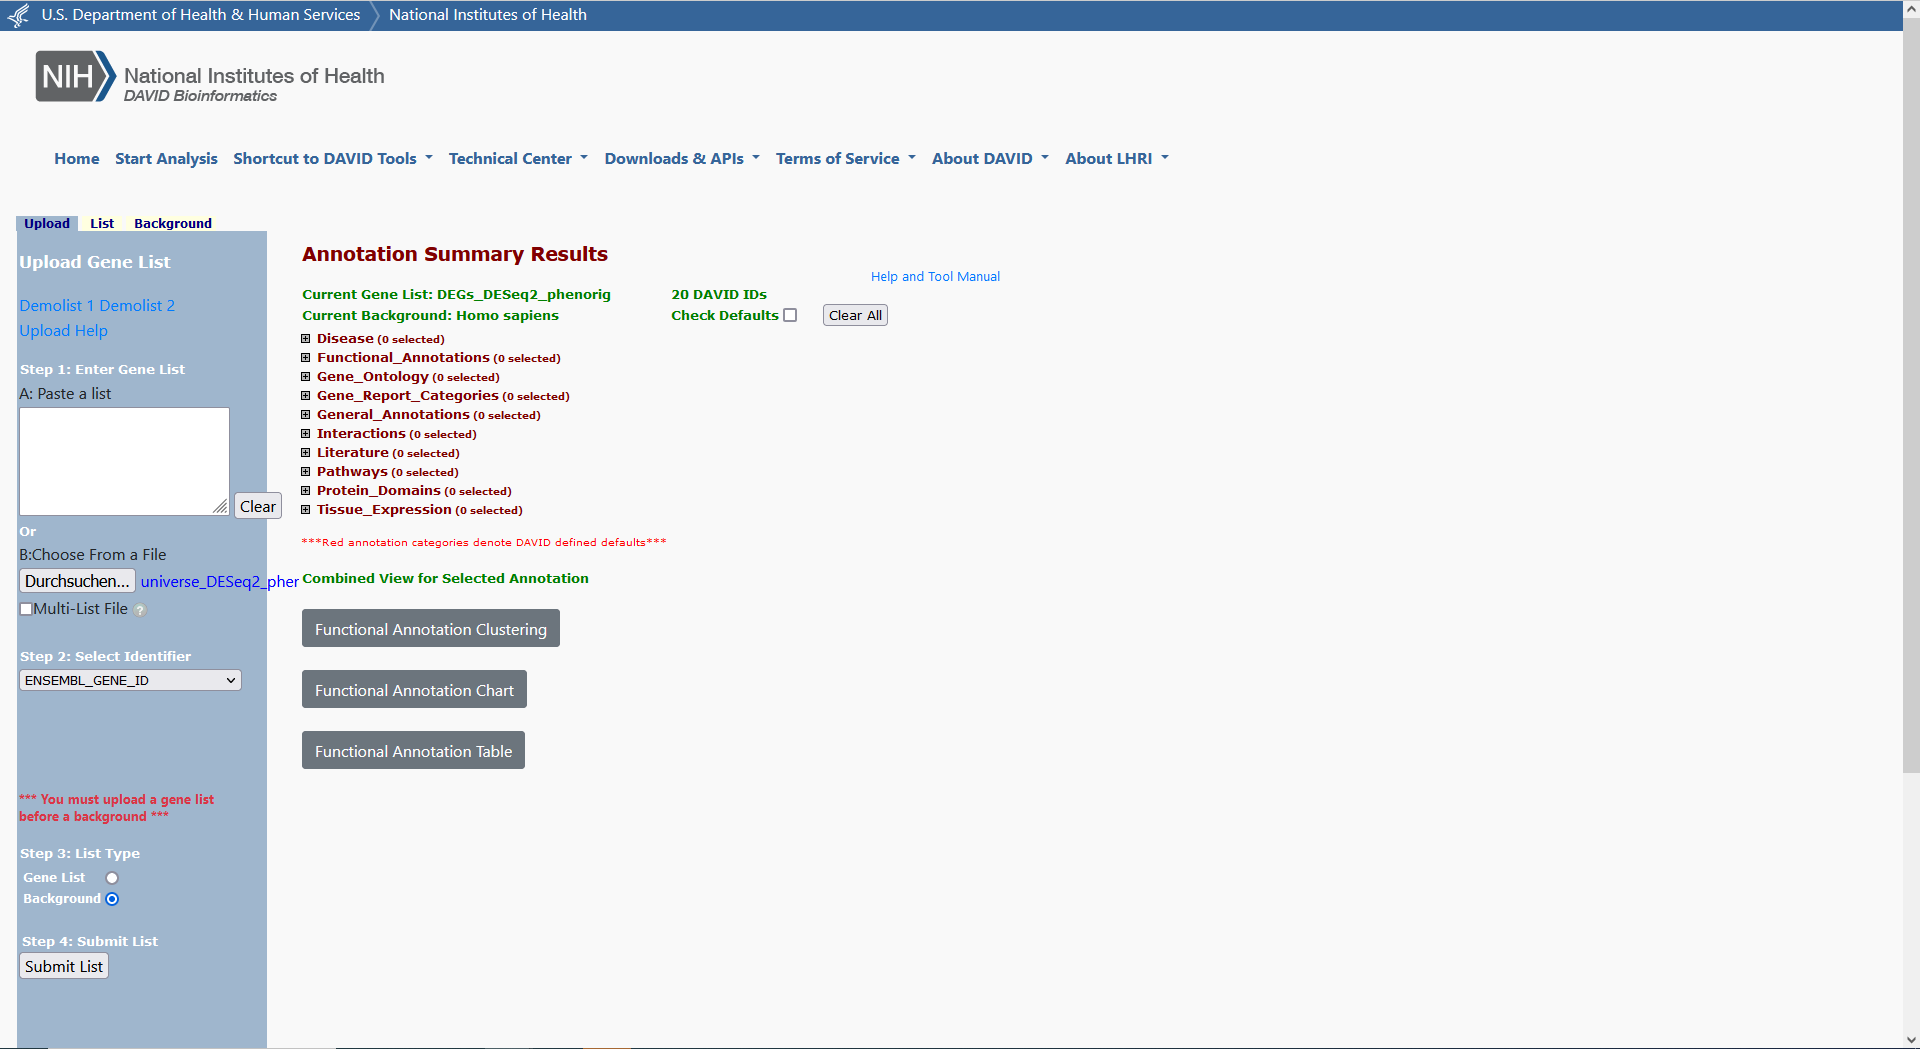 U.S. Department of Health & Human Services National Institutes of Health
NIH National Institutes of Health
DAVID Bioinformatics
Home Start Analysis Shortcut to DAVID Tools Technical Center Downloads & APIs Terms of Service About DAVID About LHRI
Upload List Background
Upload Gene List
Demolist 1 Demolist 2
Upload Help
Step 1: Enter Gene List
A: Paste a list
Clear
Or
B:Choose From a File
Durchsuchen... universe_DESeq2_pher
Multi-List File ?
Step 2: Select Identifier
ENSEMBL_GENE_ID
*** You must upload a gene list
before a background ***
Step 3: List Type
Gene List
Background
Step 4: Submit List
Submit List
Annotation Summary Results
Help and Tool Manual
Current Gene List: DEGs_DESeq2_phenorig 20 DAVID IDs
Current Background: Homo sapiens Check Defaults Clear All
Disease (0 selected)
Functional_Annotations (0 selected)
Gene_Ontology (0 selected)
Gene_Report_Categories (0 selected)
General_Annotations (0 selected)
Interactions (0 selected)
Literature (0 selected)
Pathways (0 selected)
Protein_Domains (0 selected)
Tissue_Expression (0 selected)
***Red annotation categories denote DAVID defined defaults***
Combined View for Selected Annotation
Functional Annotation Clustering
Functional Annotation Chart
Functional Annotation Table